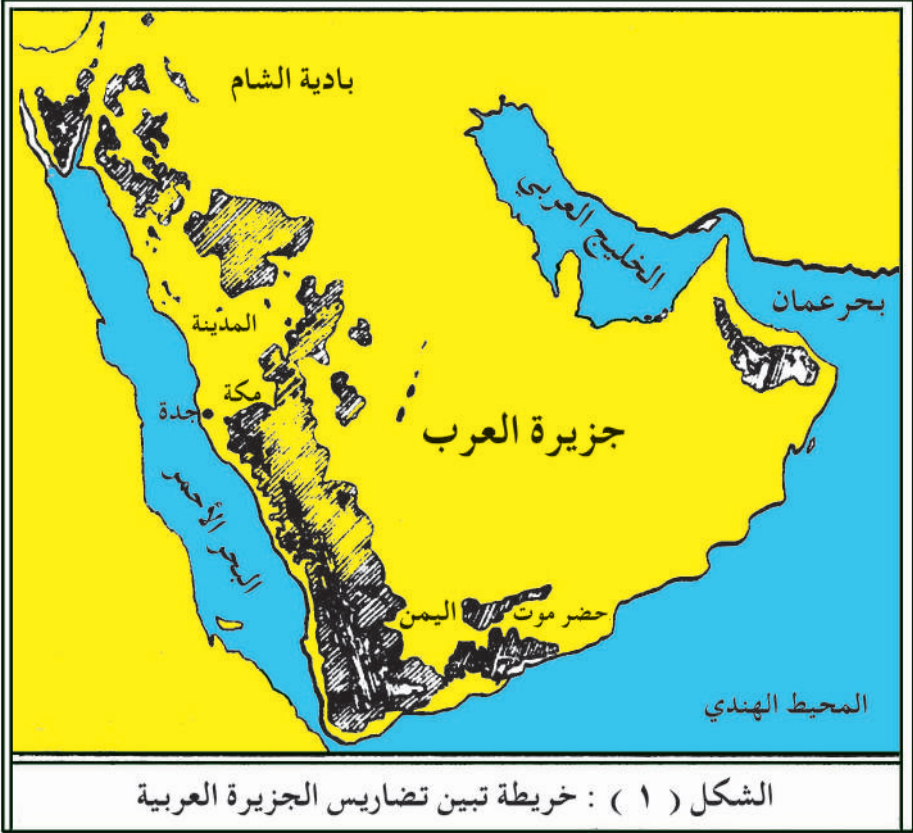 بادية الشام
الخليج العربي
بحر عمان
المدينة
مكة
جدة
جزيرة العرب
البحر الأحمر
اليمن
حضر موت
المحيط الهندي
الشكل ( ١ ) : خريطة تبين تضاريس الجزيرة العربية